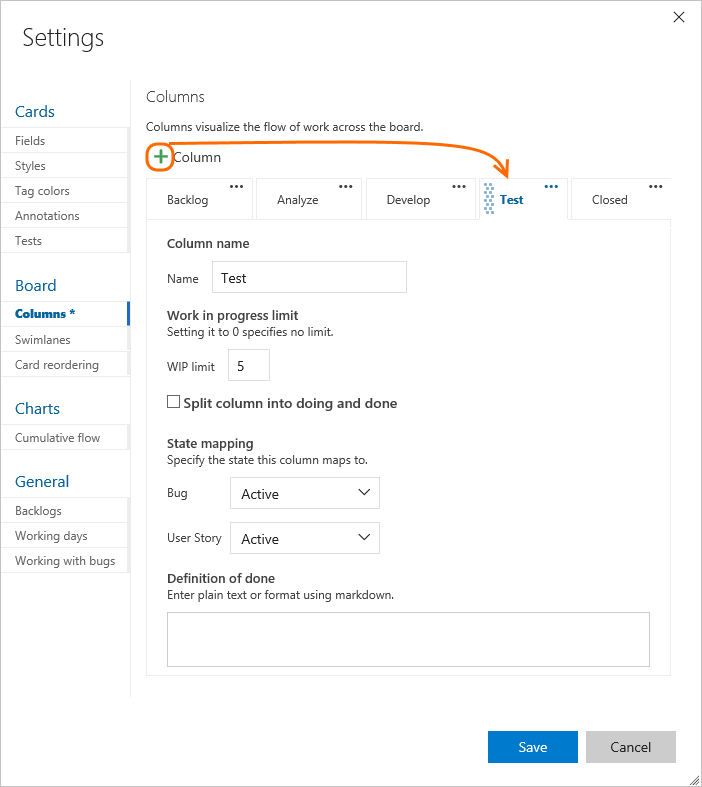 Settings
Cards
Fields
Styles
Tag colors
Annotations
Tests
Board
Columns *
Swimlanes
Card reordering
Charts
Cumulative flow
General
Backlogs
Working days
Working with bugs
Columns
Columns visualize the flow of work across the board.
Column
Backlog Analyze Develop Test Closed
Column name
Name Test
Work in progress limit
Setting it to 0 specifies no limit.
WIP limit 5
Split column into doing and done
State mapping
Specify the state this column maps to.
Bug Active
User Story Active
Definition of done
Enter plain text or format using markdown.
Save Cancel